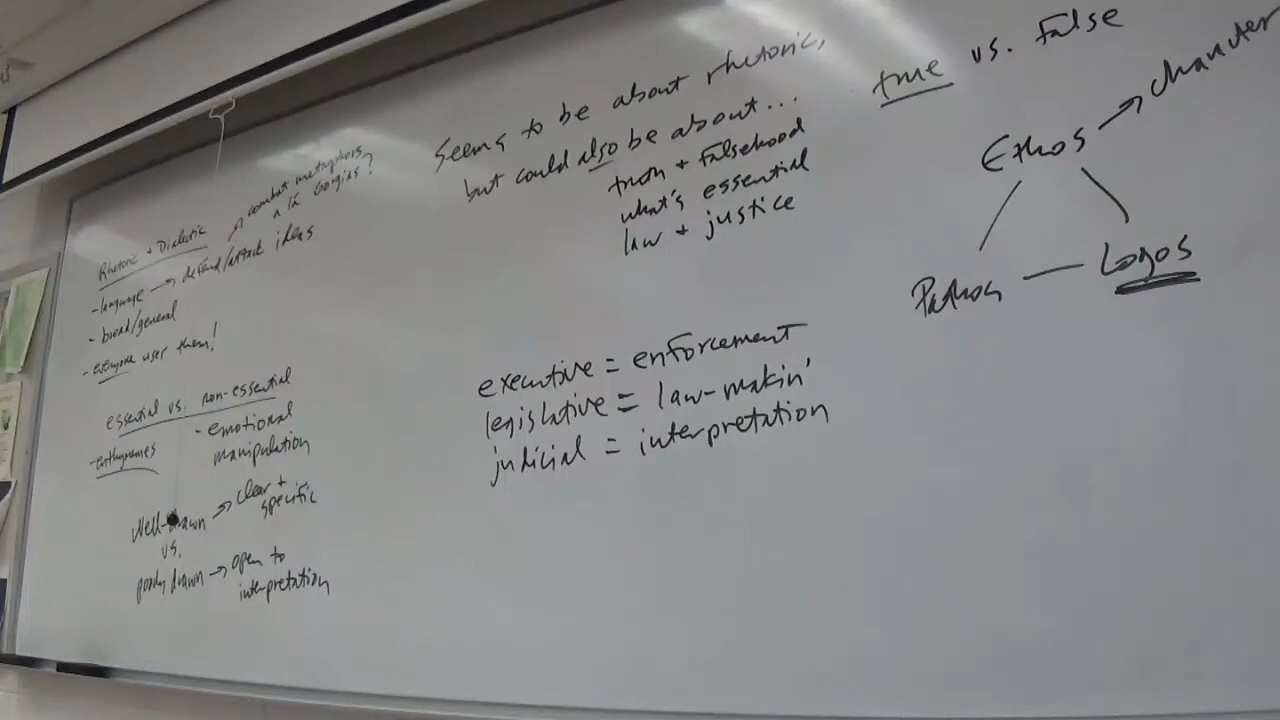 Rhetoric + Dialectic
- language → defend/attack ideas
→ combat metaphors
a la Gorgias?
- broad/general
- everyone uses them!
essential vs. non-essential
- enthymemes
- emotional
manipulation
Well-drawn → clear +
specific
vs.
poorly drawn → open to
interpretation
Seems to be about rhetoric,
but could also be about...
truth + falsehood
what's essential
law + justice
executive = enforcement
legislative = law-makin'
judicial = interpretation
true vs. false
Ethos → character
Pathos — Logos